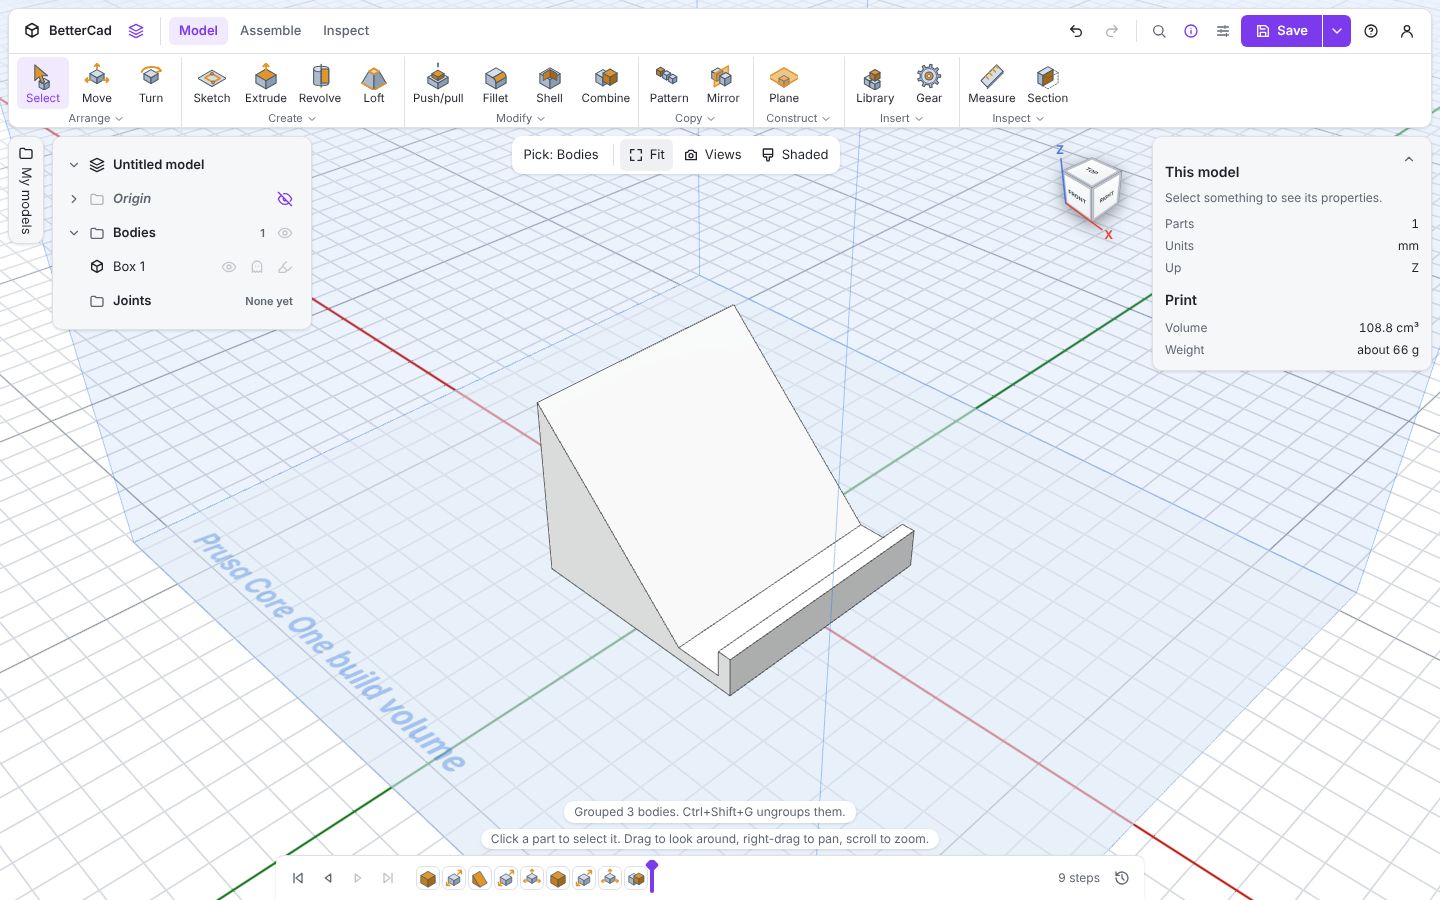 BetterCad
Model
Assemble
Inspect
Save
Select
Move
Turn
Sketch
Extrude
Revolve
Loft
Push/pull
Fillet
Shell
Combine
Pattern
Mirror
Plane
Library
Gear
Measure
Section
Arrange
Create
Modify
Copy
Construct
Insert
Inspect
My models
Untitled model
Origin
Bodies
1
Box 1
Joints
None yet
Pick: Bodies
Fit
Views
Shaded
Z
TOP
FRONT
RIGHT
X
This model
Select something to see its properties.
Parts 1
Units mm
Up Z
Print
Volume 108.8 cm³
Weight about 66 g
Prusa Core One build volume
Grouped 3 bodies. Ctrl+Shift+G ungroups them.
Click a part to select it. Drag to look around, right-drag to pan, scroll to zoom.
9 steps